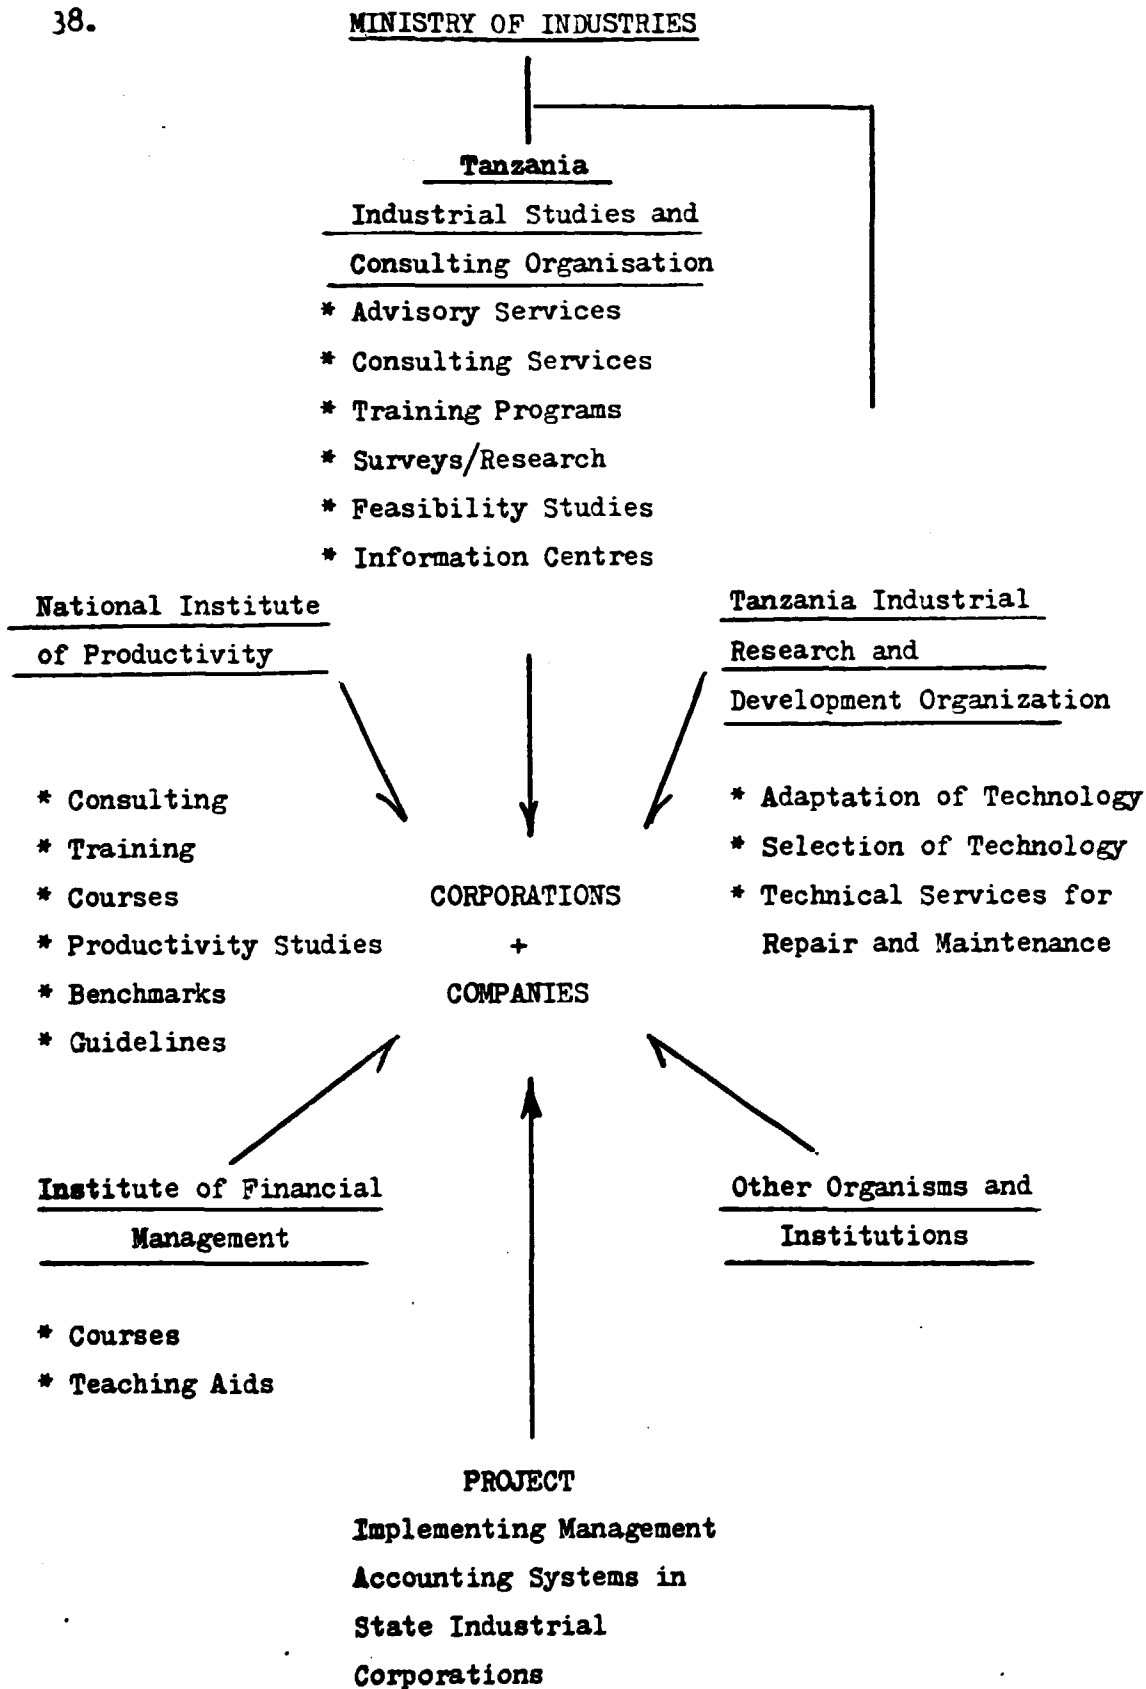 38.
MINISTRY OF INDUSTRIES
Tanzania
Industrial Studies and
Consulting Organisation
* Advisory Services
* Consulting Services
* Training Programs
* Surveys/Research
* Feasibility Studies
* Information Centres
National Institute
of Productivity
* Consulting
* Training
* Courses
* Productivity Studies
* Benchmarks
* Guidelines
Tanzania Industrial
Research and
Development Organization
* Adaptation of Technology
* Selection of Technology
* Technical Services for
Repair and Maintenance
CORPORATIONS
+
COMPANIES
Institute of Financial
Management
* Courses
* Teaching Aids
Other Organisms and
Institutions
PROJECT
Implementing Management
Accounting Systems in
State Industrial
Corporations